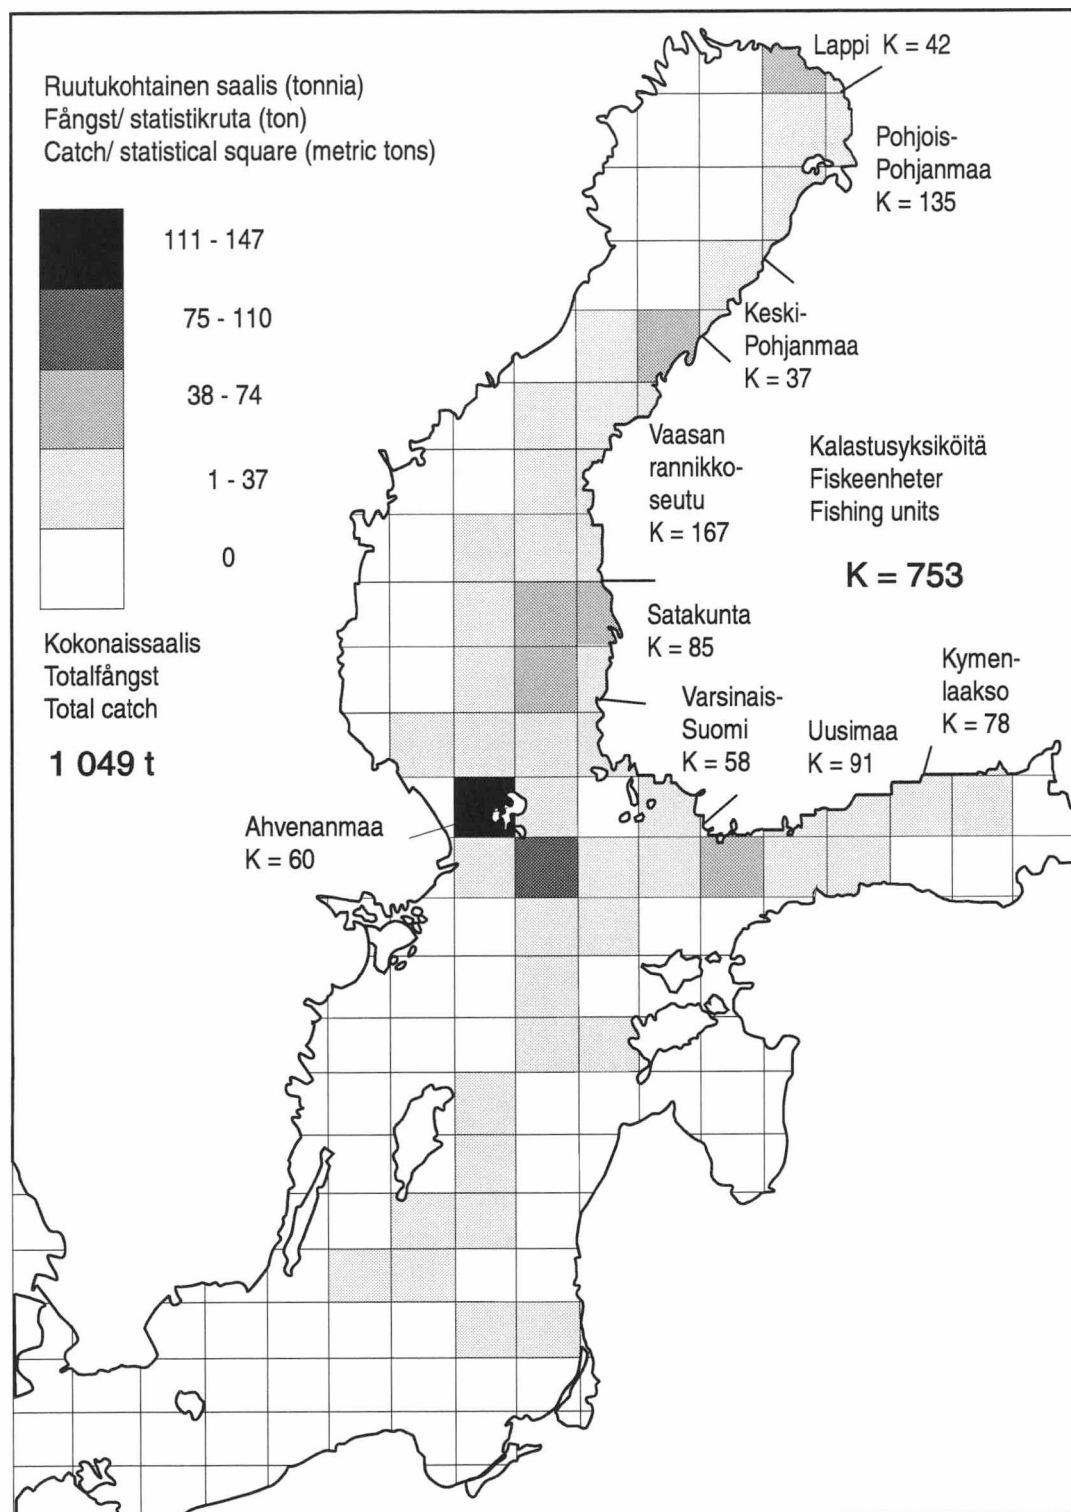 Ruutukohtainen saalis (tonnia)
Fångst/ statistikruta (ton)
Catch/ statistical square (metric tons)
111 - 147
75 - 110
38 - 74
1 - 37
0
Kokonaissaalis
Totalfångst
Total catch
1 049 t
Lappi K = 42
Pohjois-
Pohjanmaa
K = 135
Keski-
Pohjanmaa
K = 37
Vaasan
rannikko-
seutu
K = 167
Kalastusyksiköitä
Fiskeenheter
Fishing units
K = 753
Satakunta
K = 85
Varsinais-
Suomi
K = 58
Uusimaa
K = 91
Kymen-
laakso
K = 78
Ahvenanmaa
K = 60